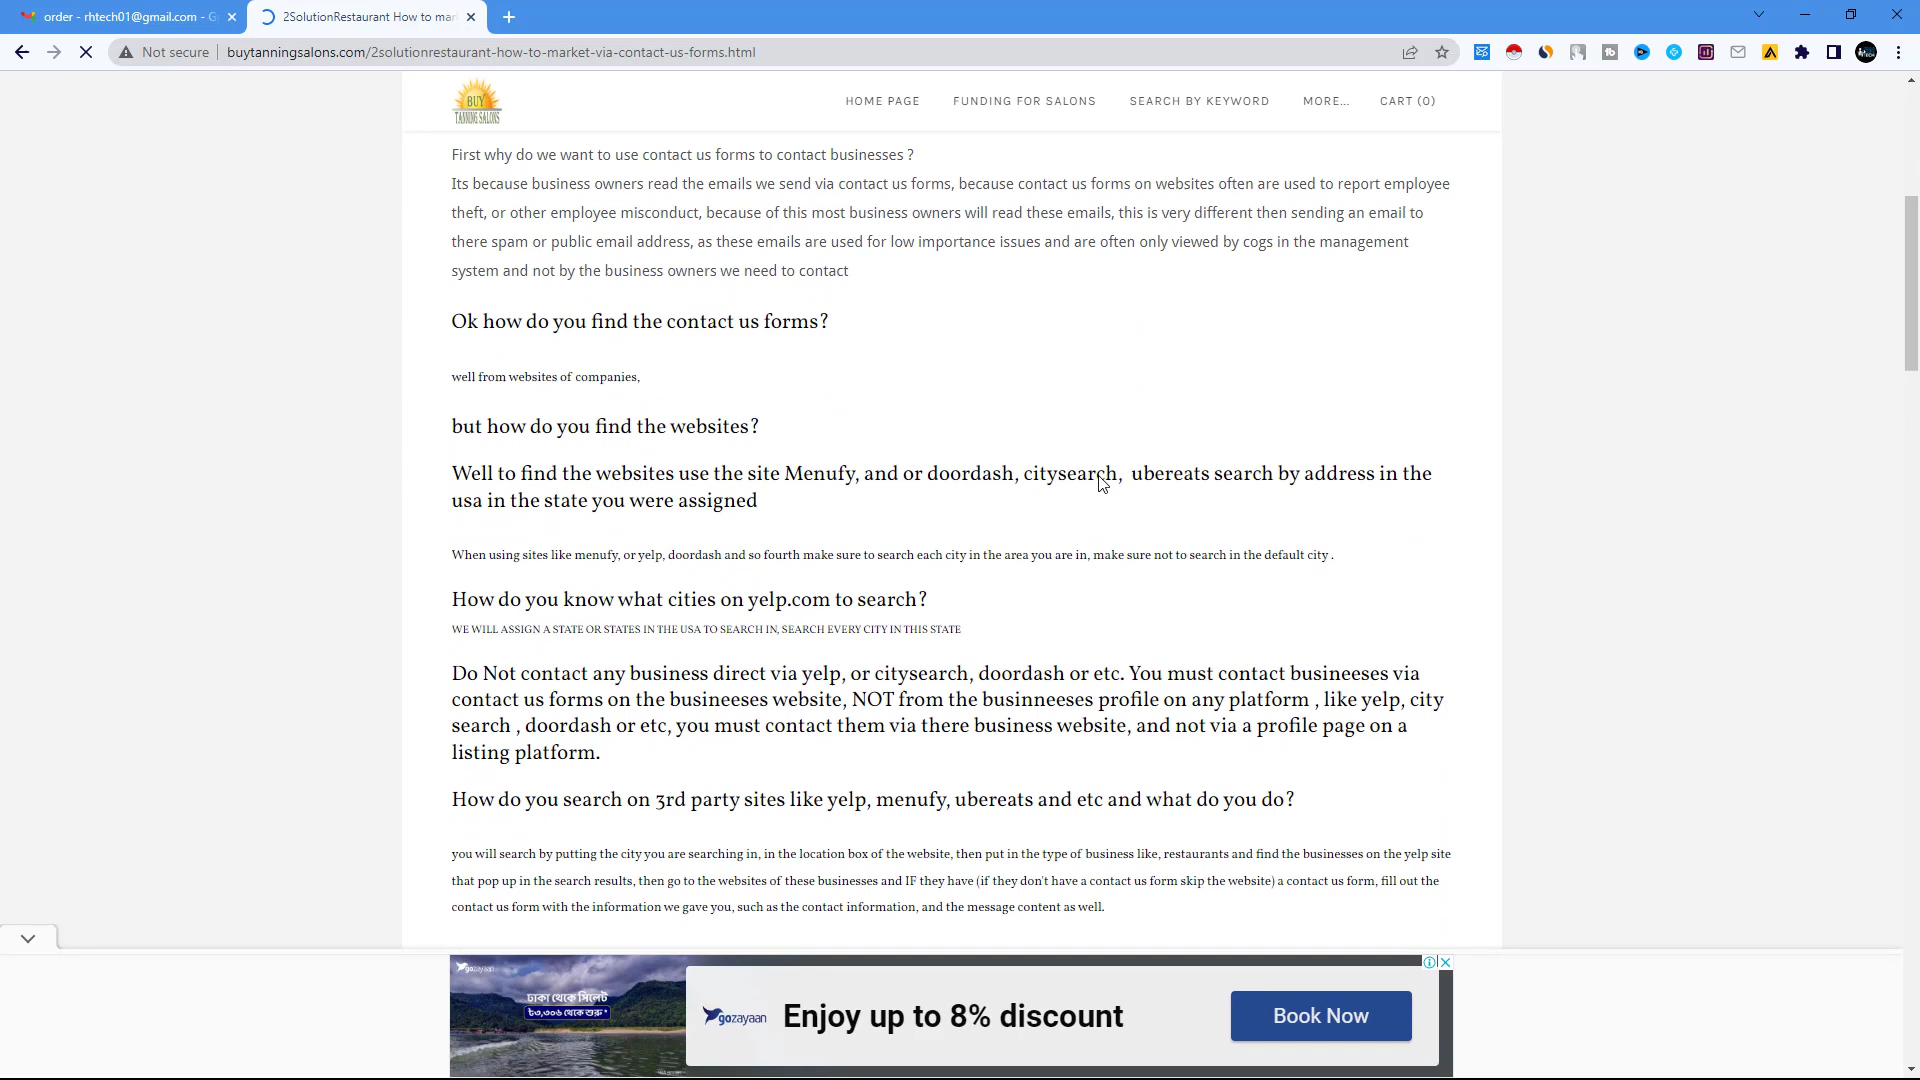 order - rhtech01@gmail.com - G
2SolutionRestaurant How to mar
Not secure
buytanningsalons.com/2solutionrestaurant-how-to-market-via-contact-us-forms.html
BUY
TANNING SALONS
HOME PAGE
FUNDING FOR SALONS
SEARCH BY KEYWORD
MORE...
CART (0)
First why do we want to use contact us forms to contact businesses ?
Its because business owners read the emails we send via contact us forms, because contact us forms on websites often are used to report employee
theft, or other employee misconduct, because of this most business owners will read these emails, this is very different then sending an email to
there spam or public email address, as these emails are used for low importance issues and are often only viewed by cogs in the management
system and not by the business owners we need to contact
Ok how do you find the contact us forms?
well from websites of companies,
but how do you find the websites?
Well to find the websites use the site Menufy, and or doordash, citysearch,  ubereats search by address in the
usa in the state you were assigned
When using sites like menufy, or yelp, doordash and so fourth make sure to search each city in the area you are in, make sure not to search in the default city .
How do you know what cities on yelp.com to search?
WE WILL ASSIGN A STATE OR STATES IN THE USA TO SEARCH IN, SEARCH EVERY CITY IN THIS STATE
Do Not contact any business direct via yelp, or citysearch, doordash or etc. You must contact busineeses via
contact us forms on the busineeses website, NOT from the businneeses profile on any platform , like yelp, city
search , doordash or etc, you must contact them via there business website, and not via a profile page on a
listing platform.
How do you search on 3rd party sites like yelp, menufy, ubereats and etc and what do you do?
you will search by putting the city you are searching in, in the location box of the website, then put in the type of business like, restaurants and find the businesses on the yelp site
that pop up in the search results, then go to the websites of these businesses and IF they have (if they don't have a contact us form skip the website) a contact us form, fill out the
contact us form with the information we gave you, such as the contact information, and the message content as well.
gozayaan
ঢাকা থেকে সিলেট
৳৩,৩০৬ থেকে শুরু*
gozayaan
Enjoy up to 8% discount
Book Now